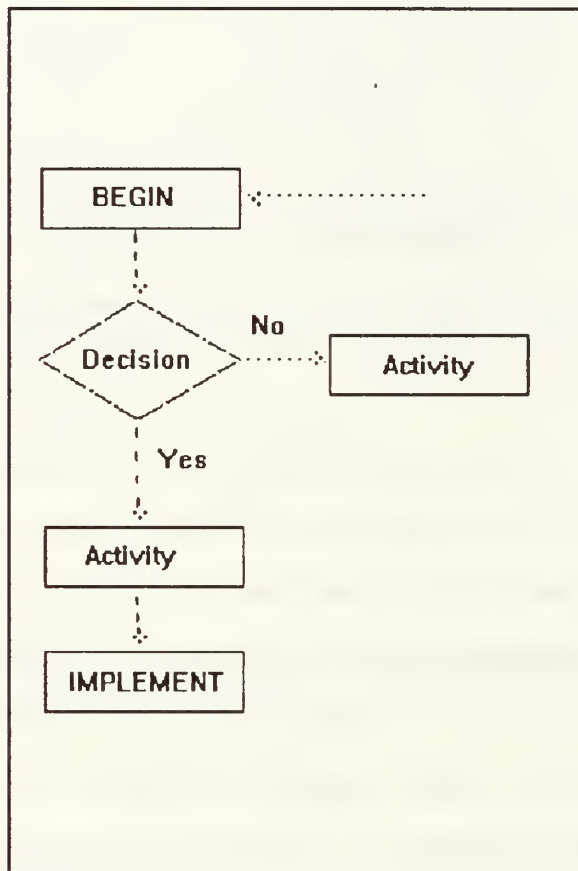 BEGIN
No
Decision
Activity
Yes
Activity
IMPLEMENT